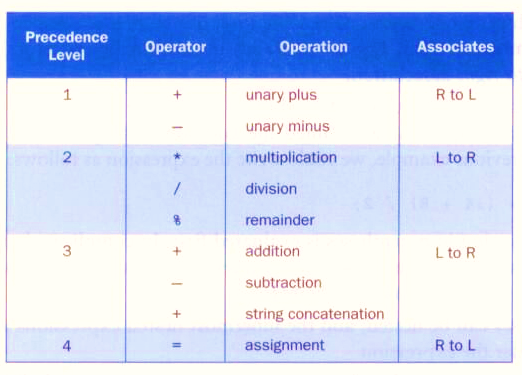 Precedence Level Operator Operation Associates
1 + unary plus R to L
− unary minus
2 * multiplication L to R
/ division
% remainder
3 + addition L to R
− subtraction
+ string concatenation
4 = assignment R to L